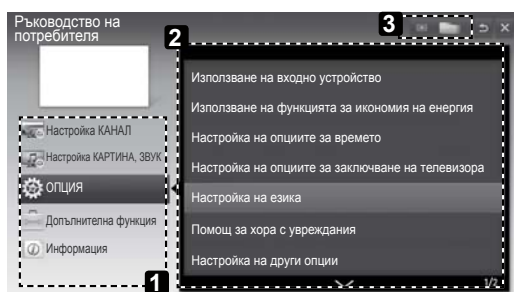 Ръководство на
потребителя
2
3
Настройка КАНАЛ
Настройка КАРТИНА, ЗВУК
ОПЦИЯ
Допълнителна функция
Информация
1
Използване на входно устройство
Използване на функцията за икономия на енергия
Настройка на опциите за времето
Настройка на опциите за заключване на телевизора
Настройка на езика
Помощ за хора с увреждания
Настройка на други опции
1/2